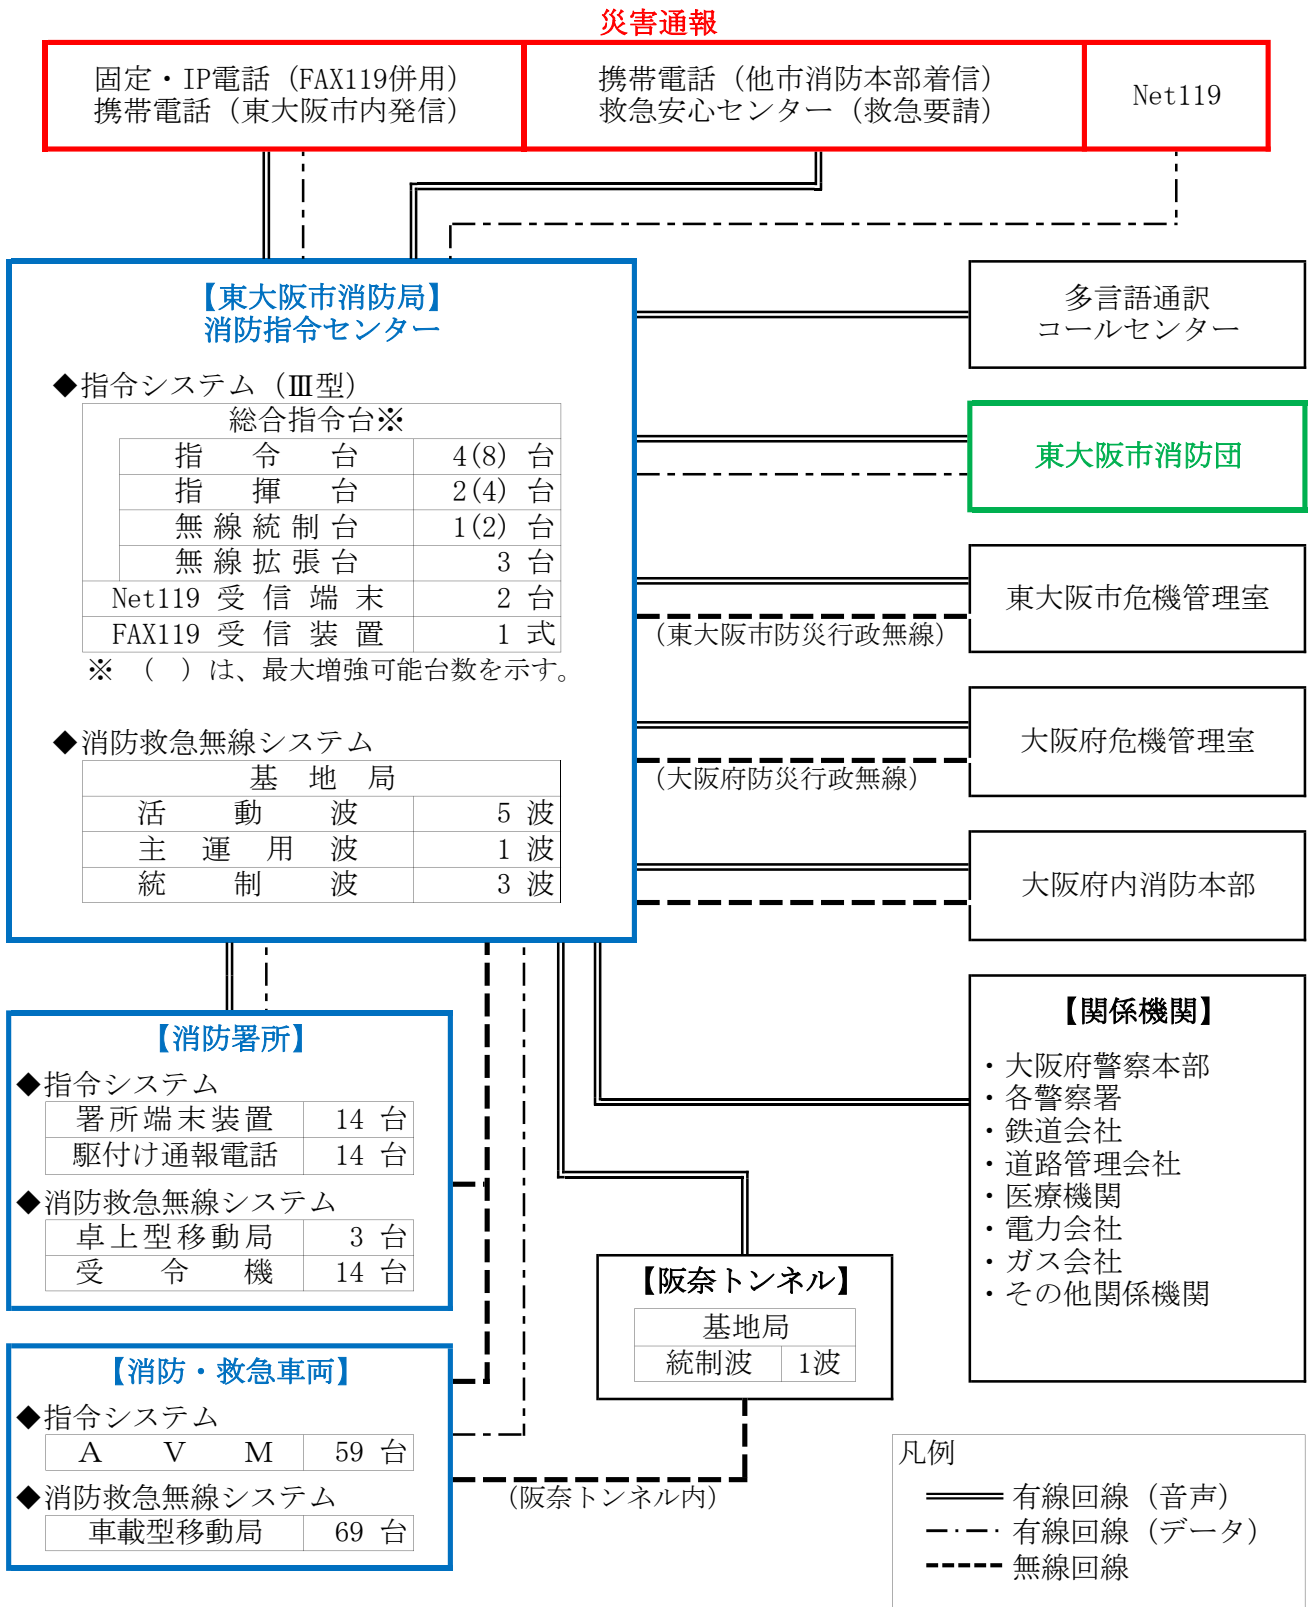 災害通報
固定・IP電話（FAX119併用）
携帯電話（東大阪市内発信）
携帯電話（他市消防本部着信）
救急安心センター（救急要請）
Net119
【東大阪市消防局】
消防指令センター
◆指令システム（Ⅲ型）
総合指令台※
指令台 4(8) 台
指揮台 2(4) 台
無線統制台 1(2) 台
無線拡張台 3 台
Net119 受信端末 2 台
FAX119 受信装置 1 式
※ （ ）は、最大増強可能台数を示す。
◆消防救急無線システム
基地局
活動波 5 波
主運用波 1 波
統制波 3 波
多言語通訳
コールセンター
東大阪市消防団
東大阪市危機管理室
（東大阪市防災行政無線）
大阪府危機管理室
（大阪府防災行政無線）
大阪府内消防本部
【関係機関】
・大阪府警察本部
・各警察署
・鉄道会社
・道路管理会社
・医療機関
・電力会社
・ガス会社
・その他関係機関
【消防署所】
◆指令システム
署所端末装置 14 台
駆付け通報電話 14 台
◆消防救急無線システム
卓上型移動局 3 台
受令機 14 台
【阪奈トンネル】
基地局
統制波 1波
【消防・救急車両】
◆指令システム
A V M 59 台
◆消防救急無線システム
車載型移動局 69 台
（阪奈トンネル内）
凡例
有線回線（音声）
有線回線（データ）
無線回線